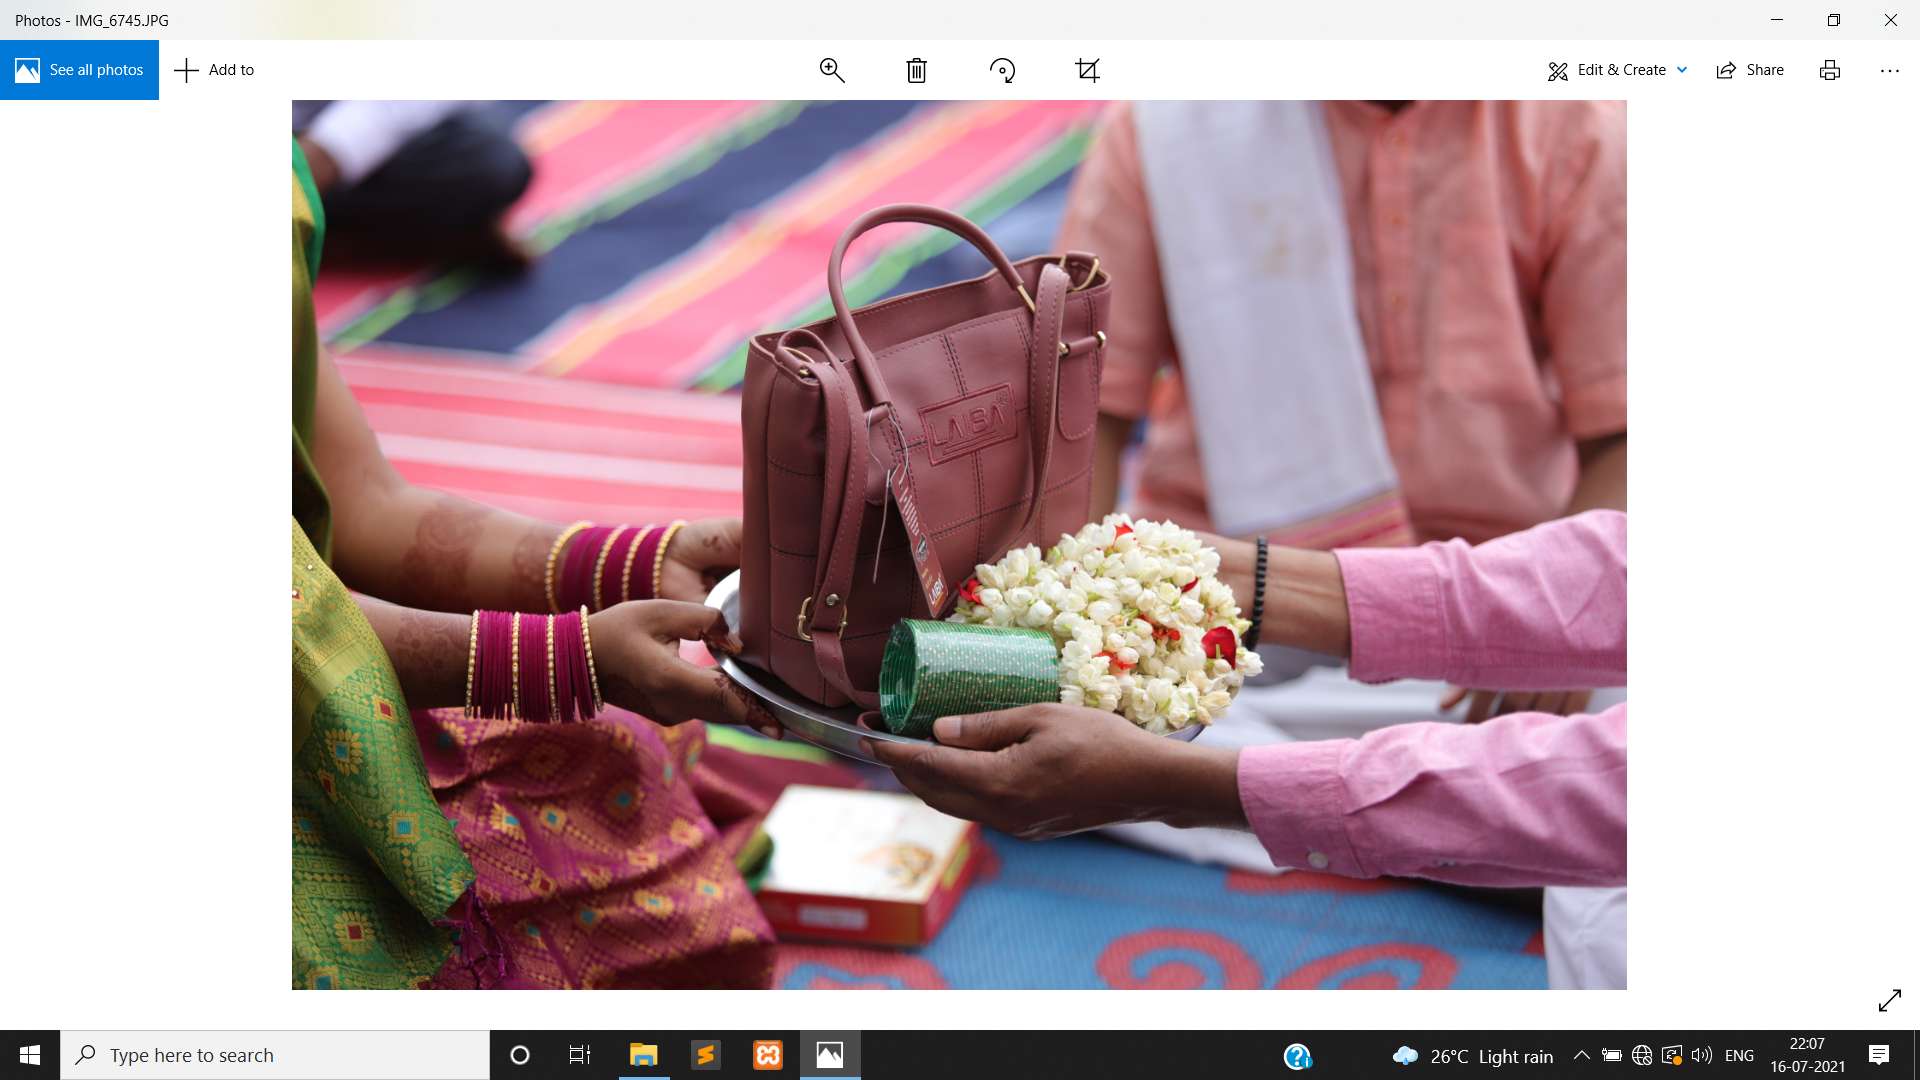 Photos - IMG_6745.JPG
See all photos
Add to
Edit & Create
Share
LAIBA
LAIBA
Type here to search
26°C Light rain
ENG
22:07
16-07-2021